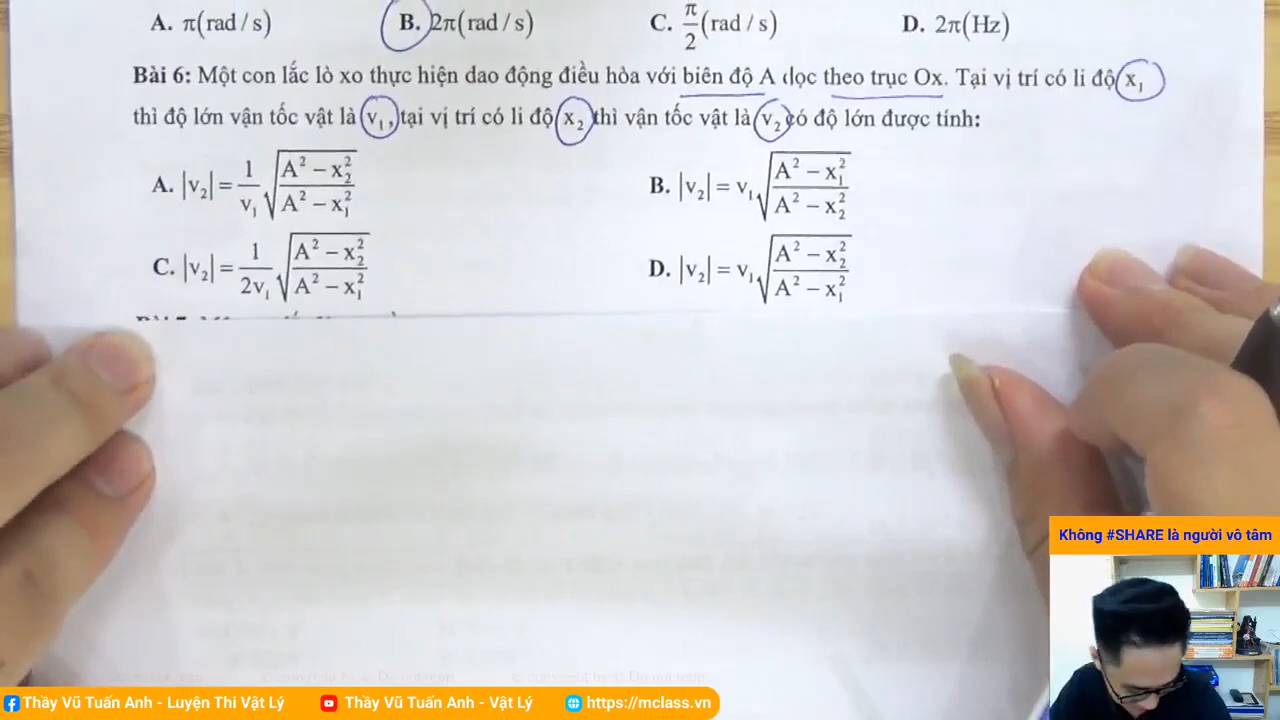 A. π(rad / s) B. 2π(rad / s) C. π/2(rad / s) D. 2π(Hz)
Bài 6: Một con lắc lò xo thực hiện dao động điều hòa với biên độ A dọc theo trục Ox. Tại vị trí có li độ x₁
thì độ lớn vận tốc vật là v₁, tại vị trí có li độ x₂ thì vận tốc vật là v₂ có độ lớn được tính:
A. |v₂| = 1/v₁ √((A² − x₂²)/(A² − x₁²)) B. |v₂| = v₁ √((A² − x₁²)/(A² − x₂²))
C. |v₂| = 1/(2v₁) √((A² − x₂²)/(A² − x₁²)) D. |v₂| = v₁ √((A² − x₂²)/(A² − x₁²))
Không #SHARE là người vô tâm
Thầy Vũ Tuấn Anh - Luyện Thi Vật Lý Thầy Vũ Tuấn Anh - Vật Lý https://mclass.vn